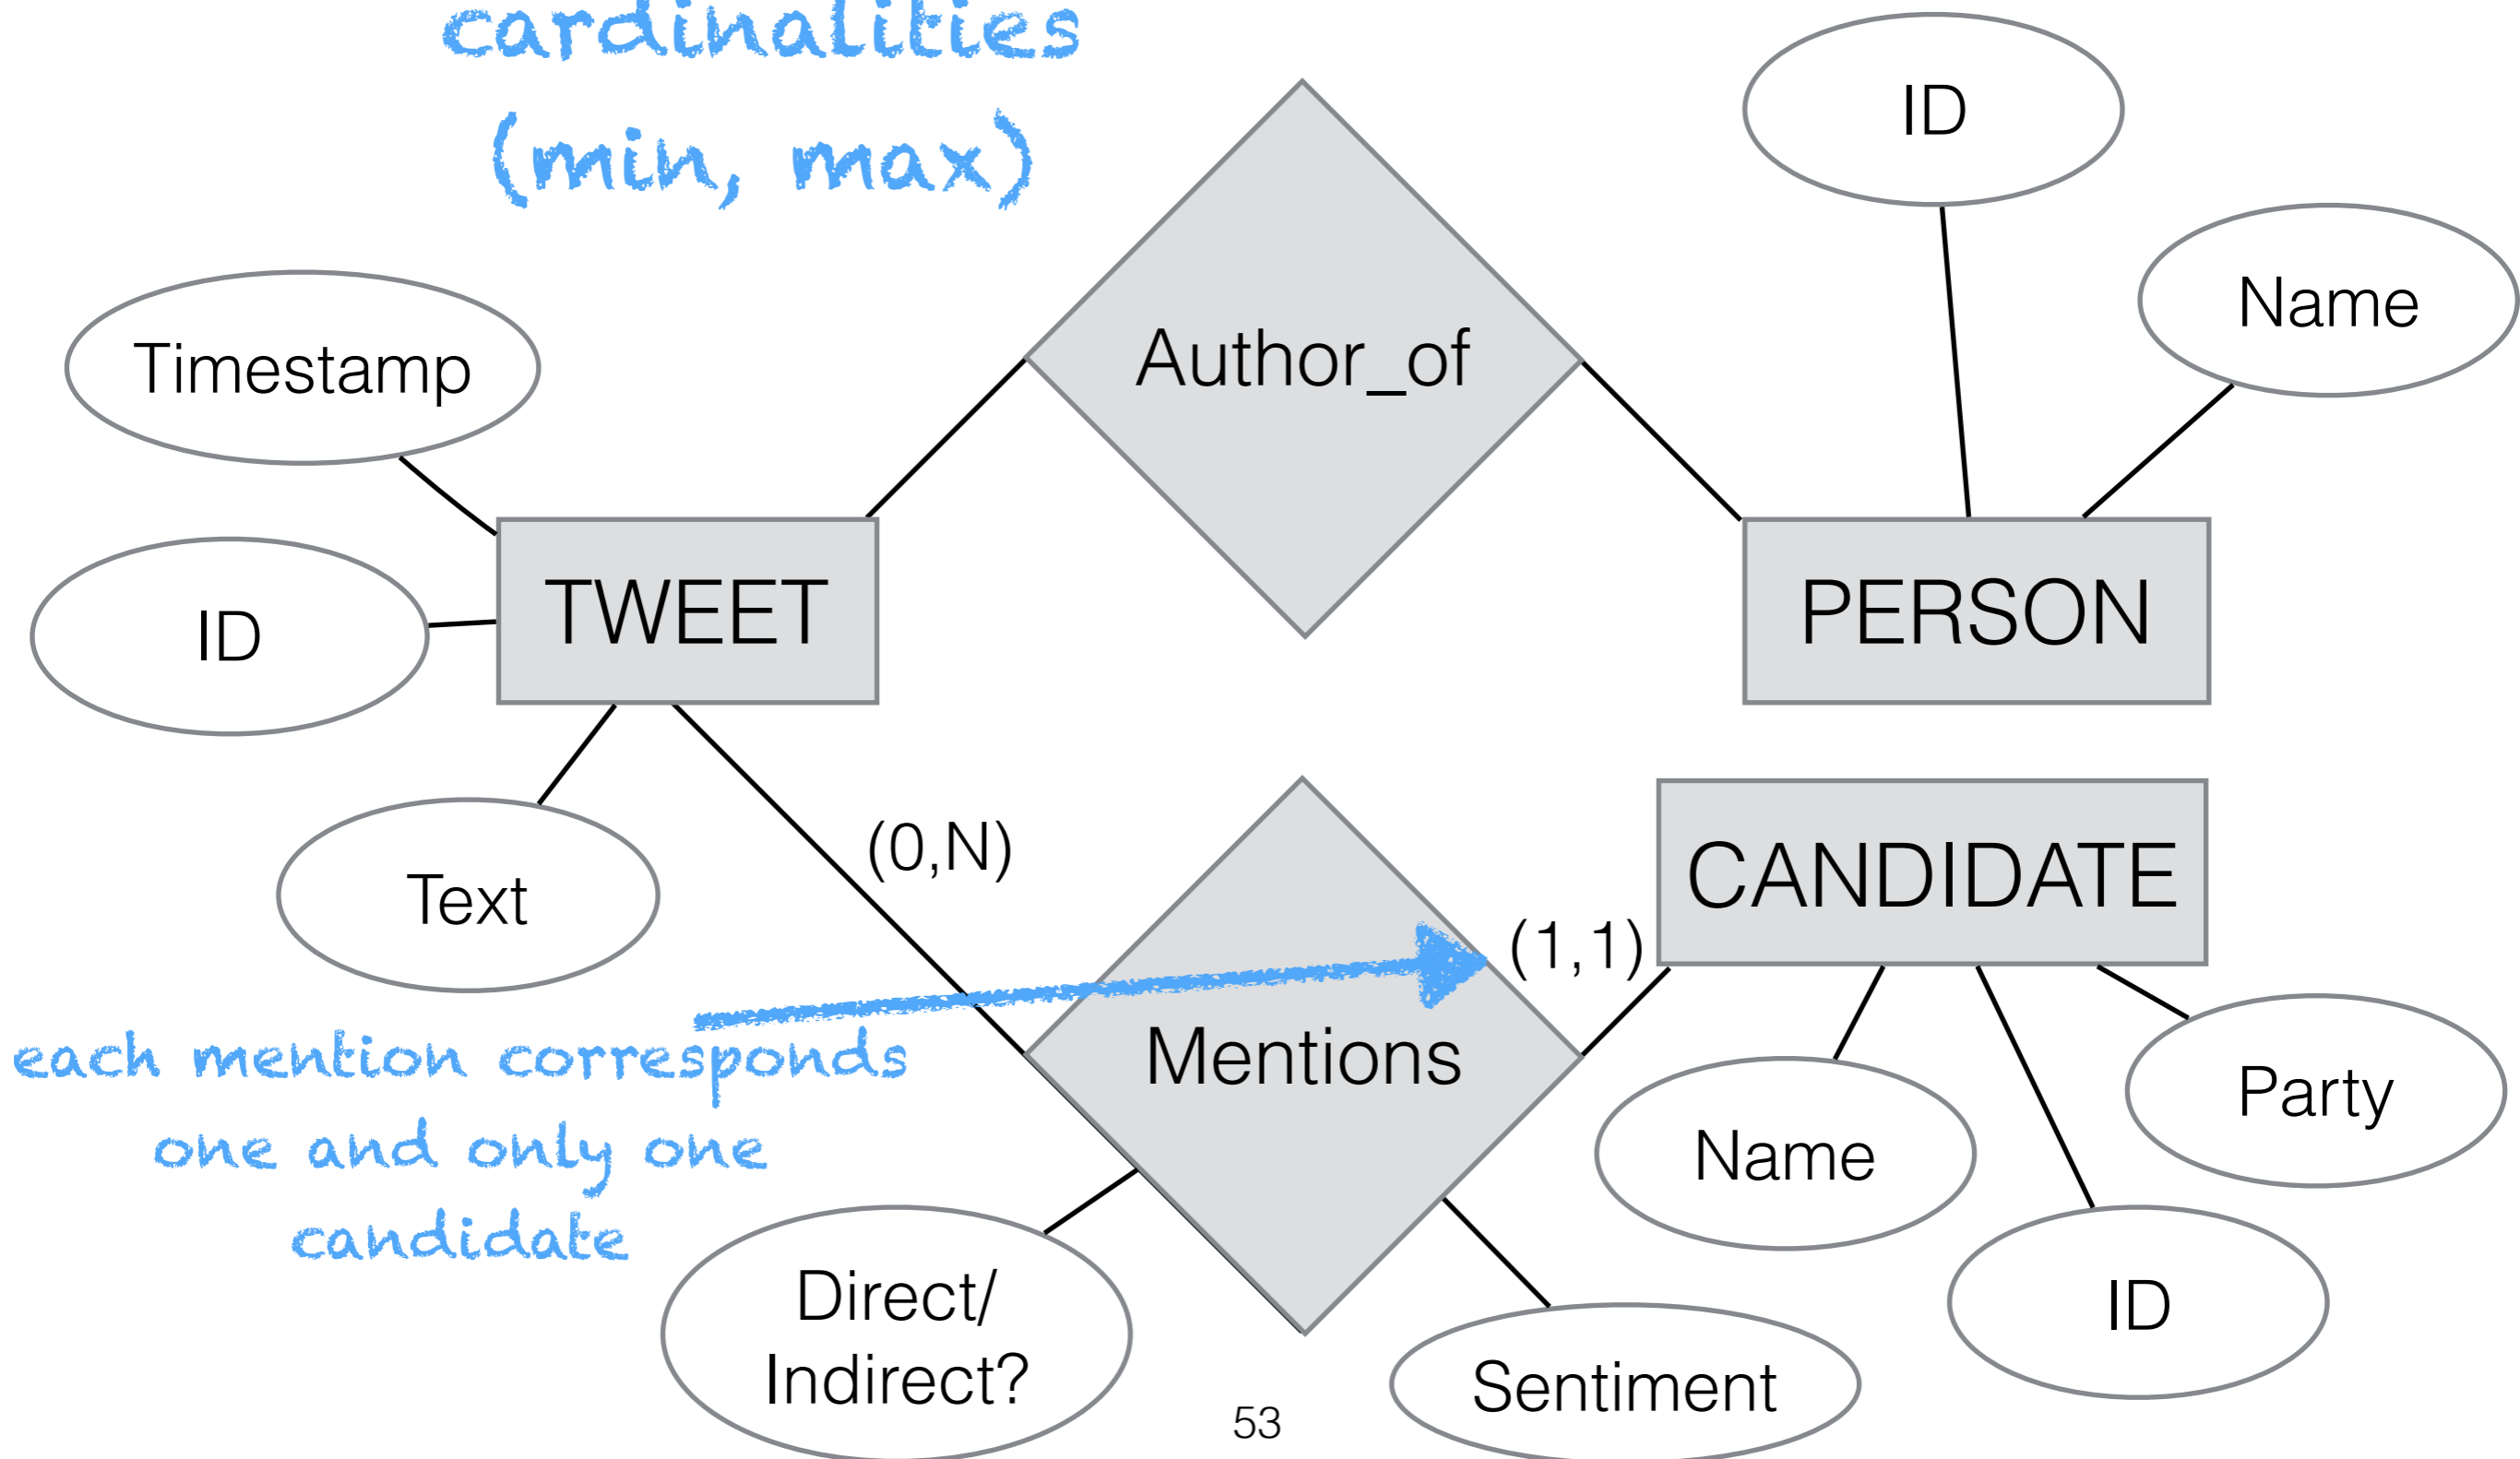 cardinalities
(min, max)
ID
Name
Timestamp
Author_of
ID
TWEET
PERSON
Text
(0,N)
CANDIDATE
(1,1)
Mentions
each mention corresponds
one and only one
candidate
Name
Party
ID
Direct/
Indirect?
Sentiment
53